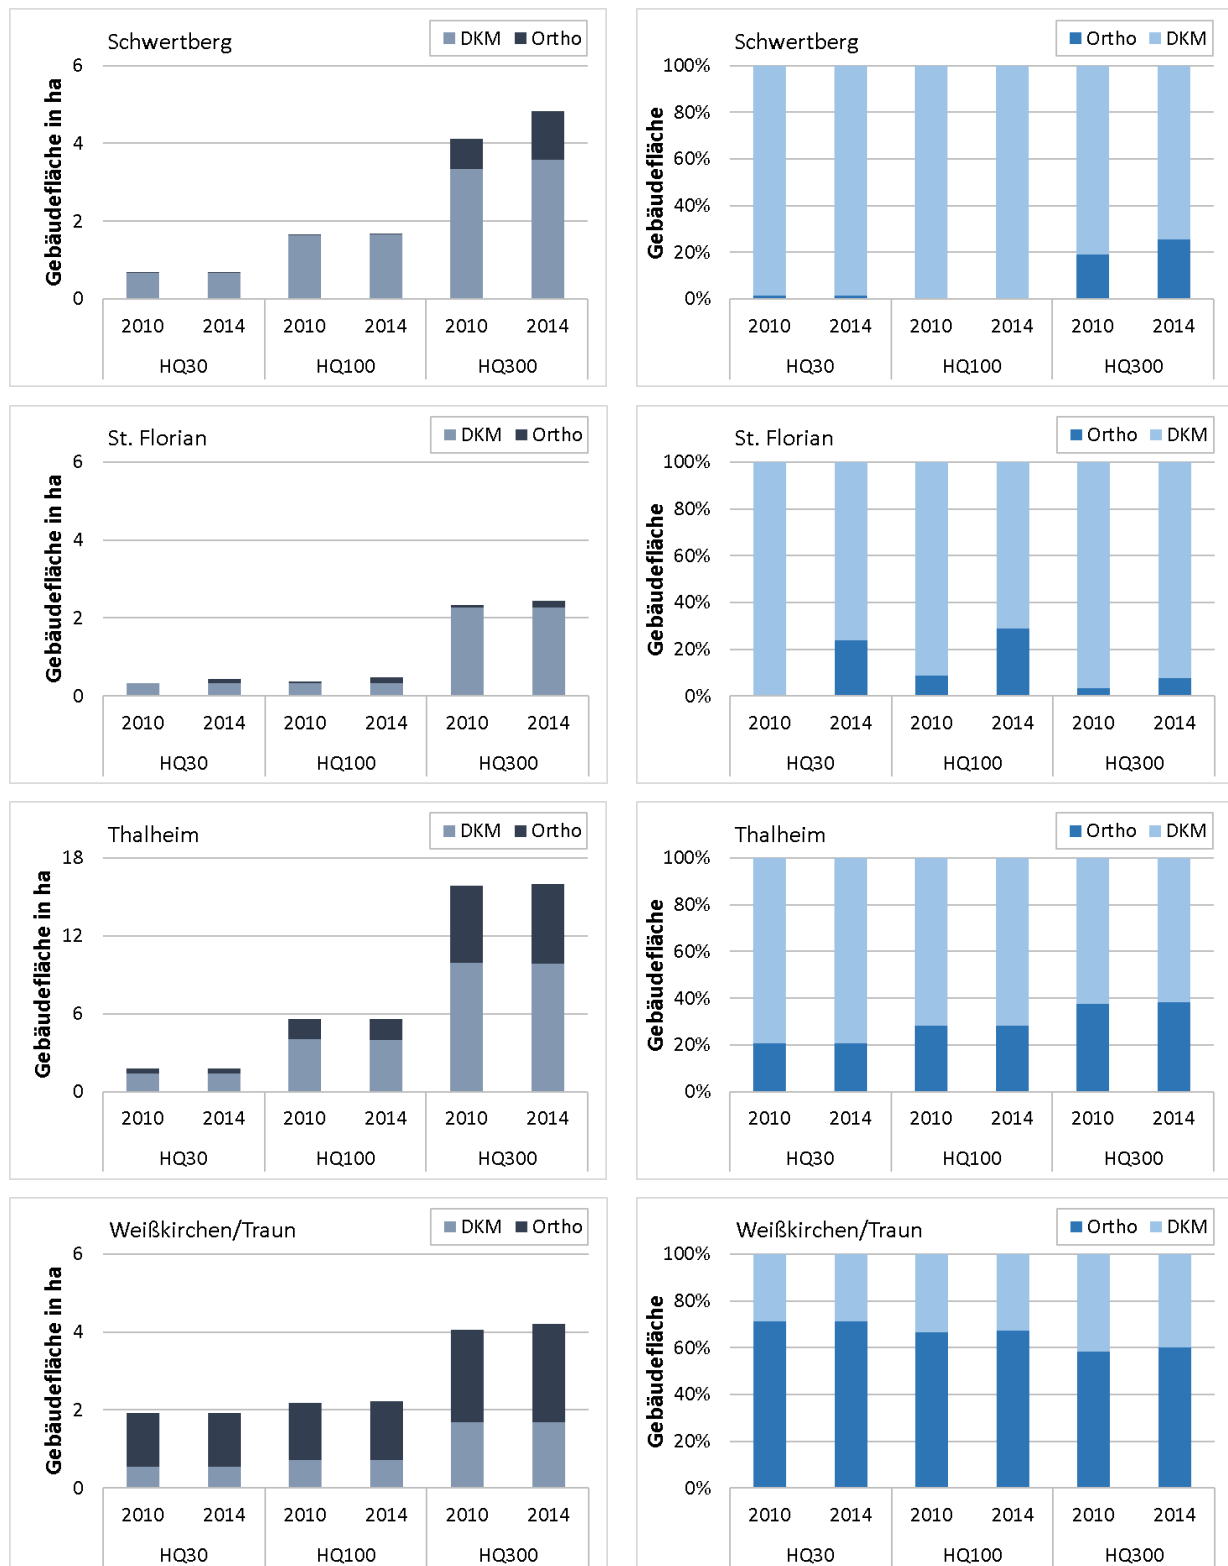 Schwertberg
DKM Ortho
Gebäudefläche in ha
6
4
2
0
2010 2014 2010 2014 2010 2014
HQ30 HQ100 HQ300
Schwertberg
Ortho DKM
Gebäudefläche
100%
80%
60%
40%
20%
0%
2010 2014 2010 2014 2010 2014
HQ30 HQ100 HQ300
St. Florian
DKM Ortho
Gebäudefläche in ha
6
4
2
0
2010 2014 2010 2014 2010 2014
HQ30 HQ100 HQ300
St. Florian
Ortho DKM
Gebäudefläche
100%
80%
60%
40%
20%
0%
2010 2014 2010 2014 2010 2014
HQ30 HQ100 HQ300
Thalheim
DKM Ortho
Gebäudefläche in ha
18
12
6
0
2010 2014 2010 2014 2010 2014
HQ30 HQ100 HQ300
Thalheim
Ortho DKM
Gebäudefläche
100%
80%
60%
40%
20%
0%
2010 2014 2010 2014 2010 2014
HQ30 HQ100 HQ300
Weißkirchen/Traun
DKM Ortho
Gebäudefläche in ha
6
4
2
0
2010 2014 2010 2014 2010 2014
HQ30 HQ100 HQ300
Weißkirchen/Traun
Ortho DKM
Gebäudefläche
100%
80%
60%
40%
20%
0%
2010 2014 2010 2014 2010 2014
HQ30 HQ100 HQ300